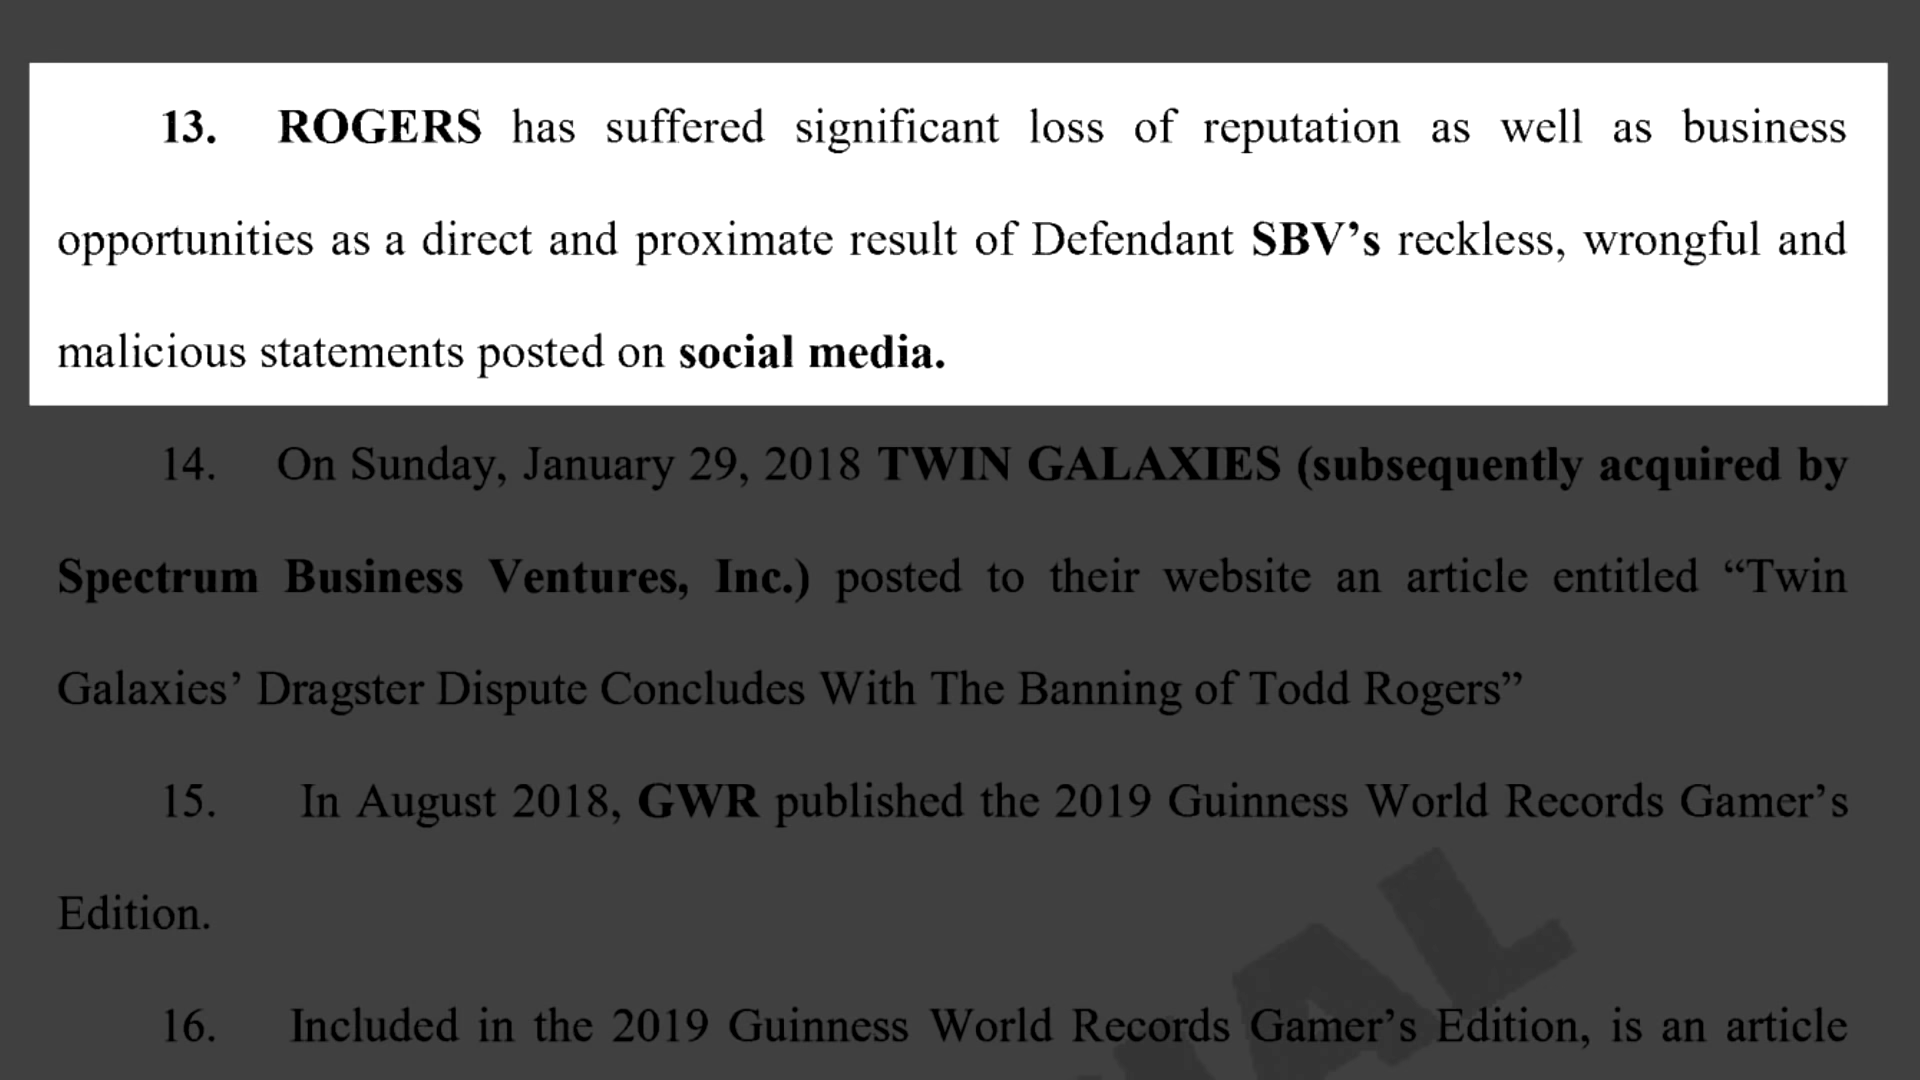 13. ROGERS has suffered significant loss of reputation as well as business
opportunities as a direct and proximate result of Defendant SBV’s reckless, wrongful and
malicious statements posted on social media.
14. On Sunday, January 29, 2018 TWIN GALAXIES (subsequently acquired by
Spectrum Business Ventures, Inc.) posted to their website an article entitled “Twin
Galaxies’ Dragster Dispute Concludes With The Banning of Todd Rogers”
15. In August 2018, GWR published the 2019 Guinness World Records Gamer’s
Edition.
16. Included in the 2019 Guinness World Records Gamer’s Edition, is an article